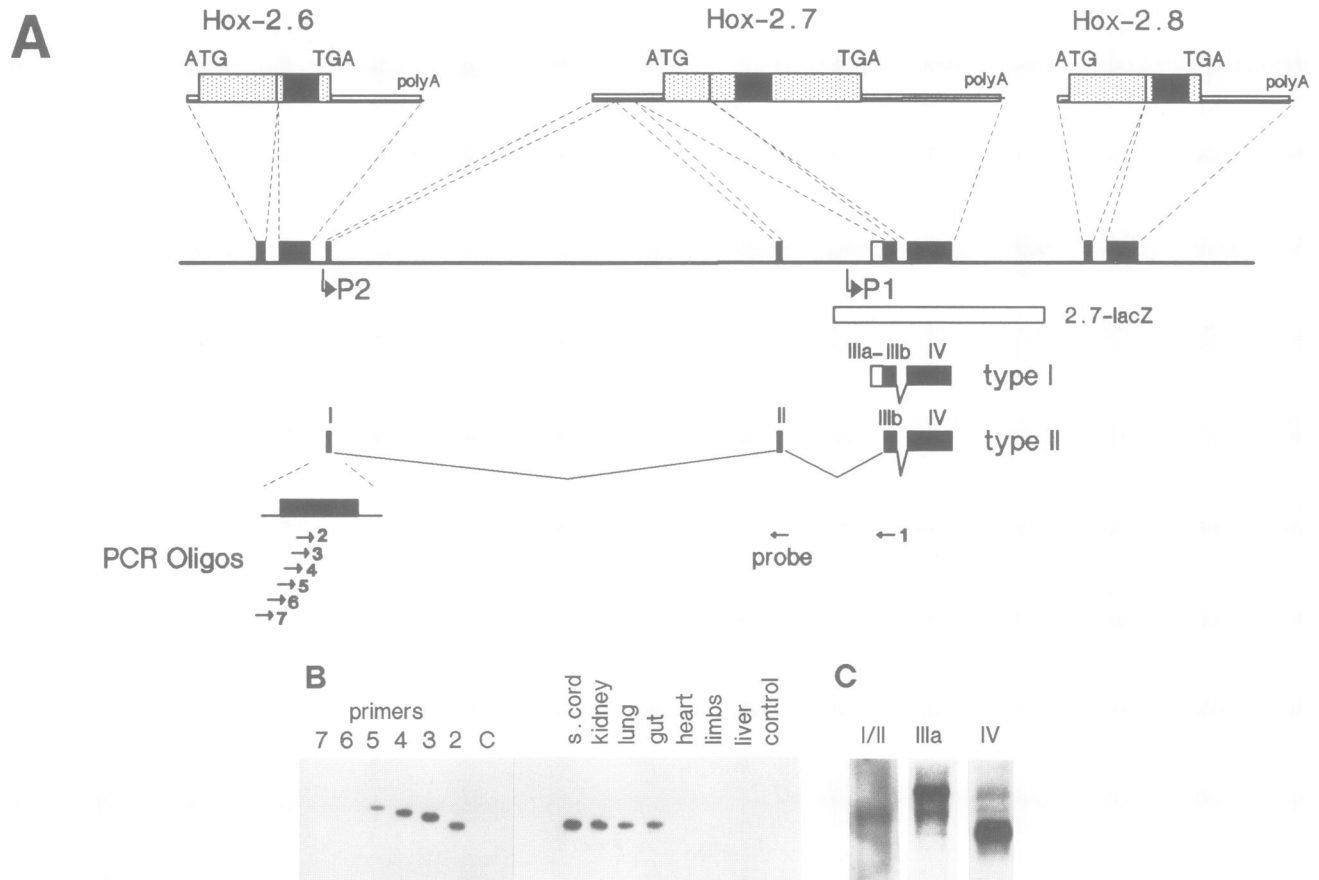 A
Hox-2.6 Hox-2.7 Hox-2.8
ATG TGA ATG TGA ATG TGA
polyA polyA polyA
P2 P1
2.7-lacZ
IIIa- IIIb IV
type I
I II IIIb IV
type II
2
3
PCR Oligos
4
5
6
7
probe
1
B
primers
7 6 5 4 3 2 C
s. cord
kidney
lung
gut
heart
limbs
liver
control
C
I/II IIIa IV